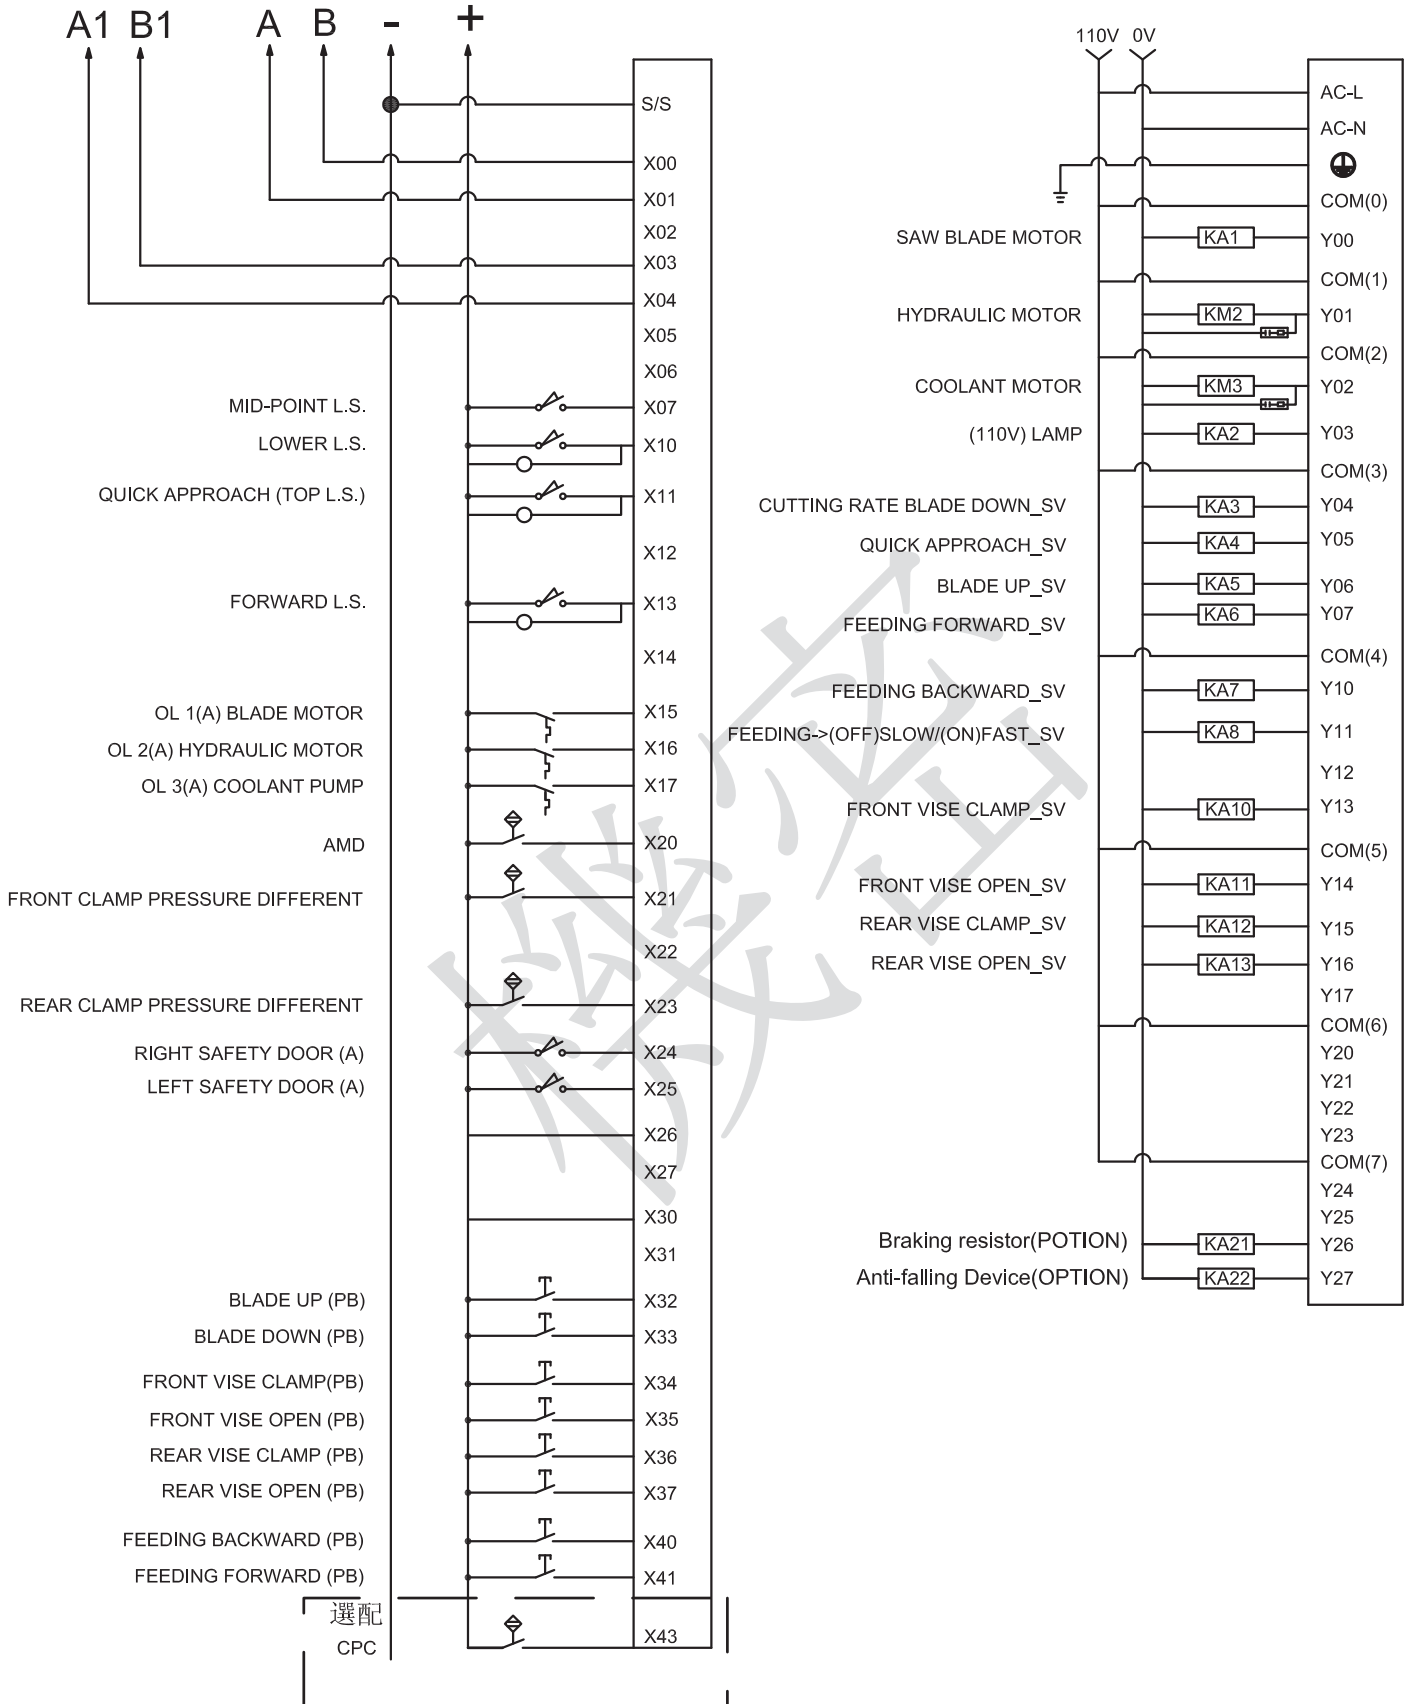 A1 B1 A B - +
S/S
X00
X01
X02
X03
X04
X05
X06
MID-POINT L.S. X07
LOWER L.S. X10
QUICK APPROACH (TOP L.S.) X11
X12
FORWARD L.S. X13
X14
OL 1(A) BLADE MOTOR X15
OL 2(A) HYDRAULIC MOTOR X16
OL 3(A) COOLANT PUMP X17
AMD X20
FRONT CLAMP PRESSURE DIFFERENT X21
X22
REAR CLAMP PRESSURE DIFFERENT X23
RIGHT SAFETY DOOR (A) X24
LEFT SAFETY DOOR (A) X25
X26
X27
X30
X31
BLADE UP (PB) X32
BLADE DOWN (PB) X33
FRONT VISE CLAMP(PB) X34
FRONT VISE OPEN (PB) X35
REAR VISE CLAMP (PB) X36
REAR VISE OPEN (PB) X37
FEEDING BACKWARD (PB) X40
FEEDING FORWARD (PB) X41
選配
CPC X43
110V 0V
AC-L
AC-N
COM(0)
SAW BLADE MOTOR KA1 Y00
COM(1)
HYDRAULIC MOTOR KM2 Y01
COM(2)
COOLANT MOTOR KM3 Y02
(110V) LAMP KA2 Y03
COM(3)
CUTTING RATE BLADE DOWN_SV KA3 Y04
QUICK APPROACH_SV KA4 Y05
BLADE UP_SV KA5 Y06
FEEDING FORWARD_SV KA6 Y07
COM(4)
FEEDING BACKWARD_SV KA7 Y10
FEEDING->(OFF)SLOW/(ON)FAST_SV KA8 Y11
Y12
FRONT VISE CLAMP_SV KA10 Y13
COM(5)
FRONT VISE OPEN_SV KA11 Y14
REAR VISE CLAMP_SV KA12 Y15
REAR VISE OPEN_SV KA13 Y16
Y17
COM(6)
Y20
Y21
Y22
Y23
COM(7)
Y24
Y25
Braking resistor(POTION) KA21 Y26
Anti-falling Device(OPTION) KA22 Y27
機密